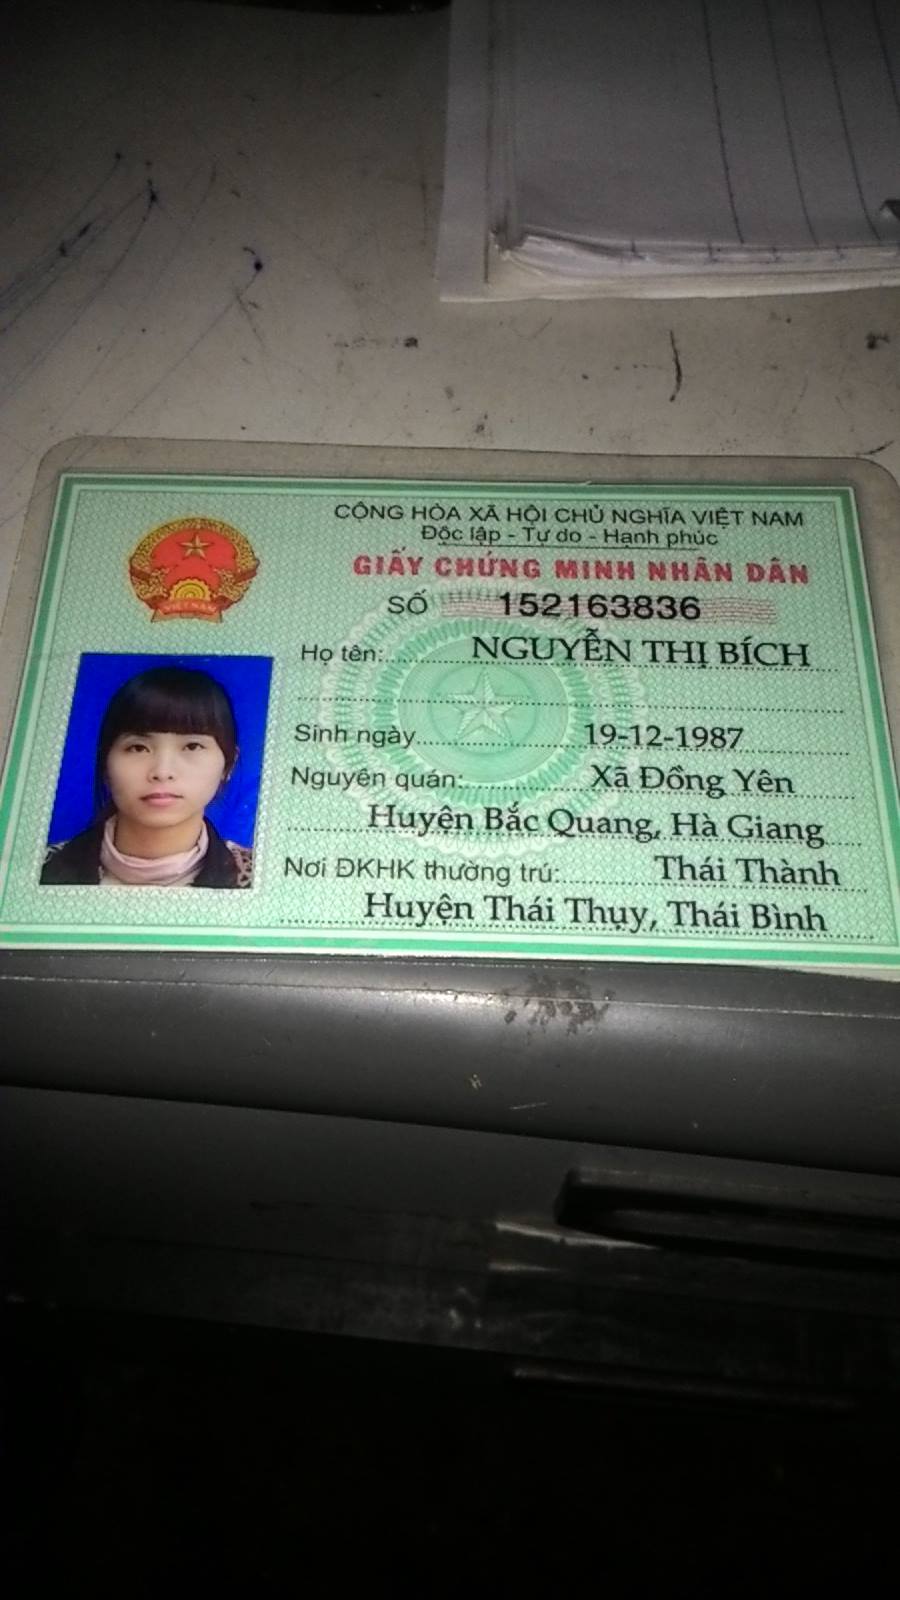 CỘNG HÒA XÃ HỘI CHỦ NGHĨA VIỆT NAM
Độc lập - Tự do - Hạnh phúc
GIẤY CHỨNG MINH NHÂN DÂN
SỐ 152163836
Họ tên: NGUYỄN THỊ BÍCH
Sinh ngày 19-12-1987
Nguyên quán: Xã Đồng Yên
Huyện Bắc Quang, Hà Giang
Nơi ĐKHK thường trú: Thái Thành
Huyện Thái Thụy, Thái Bình
VIỆT NAM